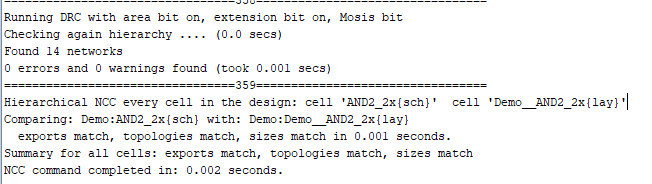 ================================358================================
Running DRC with area bit on, extension bit on, Mosis bit
Checking again hierarchy .... (0.0 secs)
Found 14 networks
0 errors and 0 warnings found (took 0.001 secs)
================================359================================
Hierarchical NCC every cell in the design: cell 'AND2_2x{sch}'  cell 'Demo__AND2_2x{lay}'
Comparing: Demo:AND2_2x{sch} with: Demo:Demo__AND2_2x{lay}
  exports match, topologies match, sizes match in 0.001 seconds.
Summary for all cells: exports match, topologies match, sizes match
NCC command completed in: 0.002 seconds.